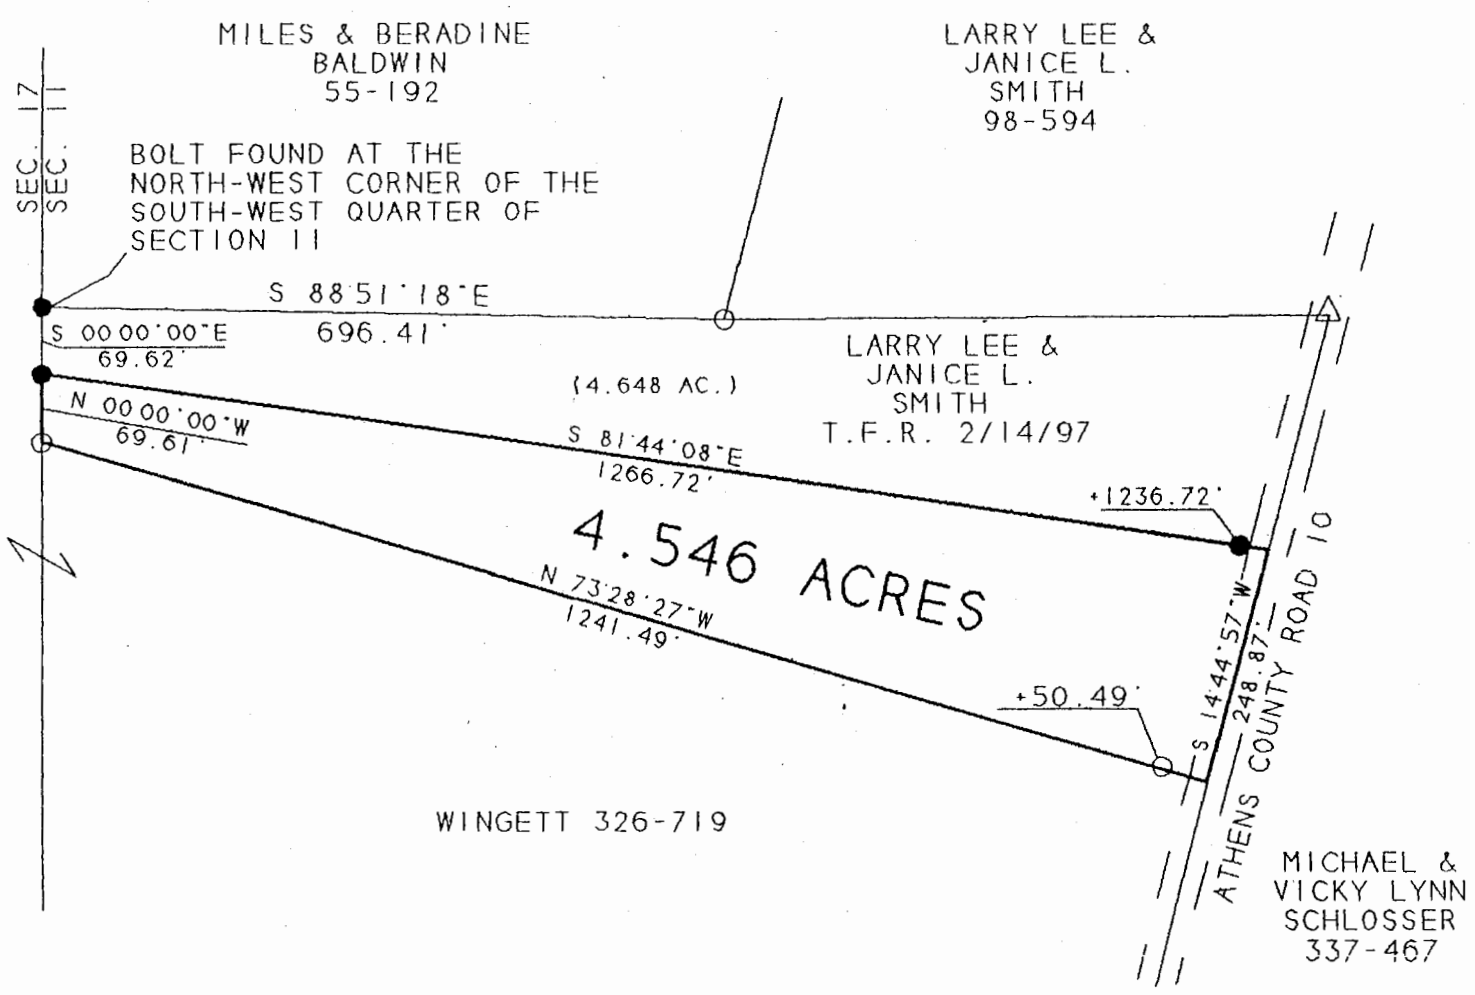 MILES & BERADINE
BALDWIN
55-192
LARRY LEE &
JANICE L.
SMITH
98-594
SEC. 17
SEC. 11
BOLT FOUND AT THE
NORTH-WEST CORNER OF THE
SOUTH-WEST QUARTER OF
SECTION 11
S 88°51'18"E
696.41'
S 00°00'00"E
69.62'
LARRY LEE &
JANICE L.
SMITH
T.F.R. 2/14/97
(4.648 AC.)
N 00°00'00"W
69.61'
S 81°44'08"E
1266.72'
+1236.72'
4.546 ACRES
N 73°28'27"W
1241.49'
+50.49'
S 14°44'57"W
248.87'
ATHENS COUNTY ROAD 10
WINGETT 326-719
MICHAEL &
VICKY LYNN
SCHLOSSER
337-467